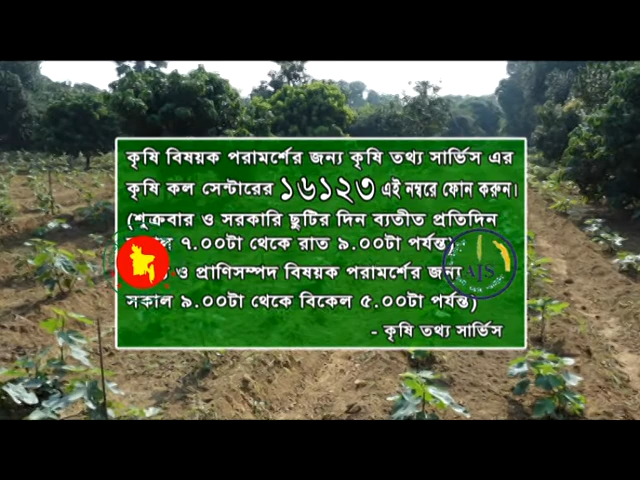 কৃষি বিষয়ক পরামর্শের জন্য কৃষি তথ্য সার্ভিস এর
কৃষি কল সেন্টারের ১৬১২৩ এই নম্বরে ফোন করুন।
(শুক্রবার ও সরকারি ছুটির দিন ব্যতীত প্রতিদিন
৭.০০টা থেকে রাত ৯.০০টা পর্যন্ত)
ও প্রাণিসম্পদ বিষয়ক পরামর্শের জন্য
সকাল ৯.০০টা থেকে বিকেল ৫.০০টা পর্যন্ত)
- কৃষি তথ্য সার্ভিস
AIS